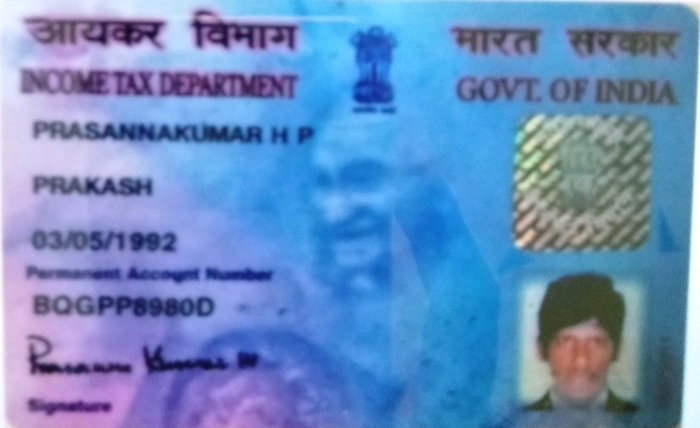 आयकर विभाग
भारत सरकार
INCOME TAX DEPARTMENT
GOVT. OF INDIA
PRASANNAKUMAR H P
PRAKASH
03/05/1992
Permanent Account Number
BQGPP8980D
Prasanna Kumar H P
Signature